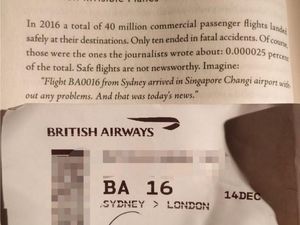 In 2016 a total of 40 million commercial passenger flights landed
safely at their destinations. Only ten ended in fatal accidents. Of course,
those were the ones the journalists wrote about: 0.000025 percent
of the total. Safe flights are not newsworthy. Imagine:
"Flight BA0016 from Sydney arrived in Singapore Changi airport with
out any problems. And that was today's news."
BRITISH AIRWAYS
BA 16
14DEC
SYDNEY > LONDON